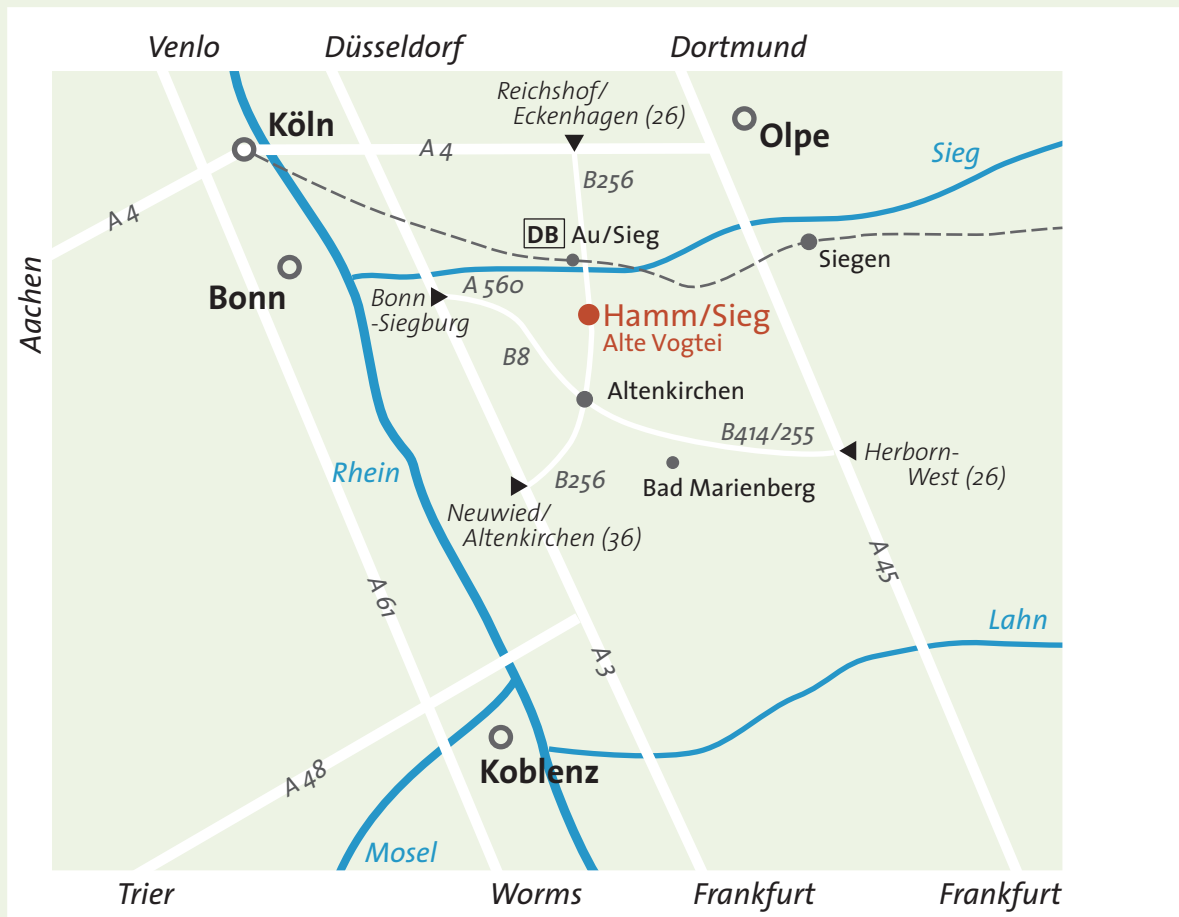 Venlo
Düsseldorf
Dortmund
Reichshof/
Eckenhagen (26)
Köln
Olpe
A 4
Sieg
B256
A 4
DB Au/Sieg
Siegen
Aachen
Bonn
A 560
Bonn
-Siegburg
Hamm/Sieg
Alte Vogtei
B8
Altenkirchen
B414/255
Herborn-
West (26)
Rhein
B256
Bad Marienberg
Neuwied/
Altenkirchen (36)
A 45
A 61
Lahn
A 3
Koblenz
A 48
Mosel
Trier
Worms
Frankfurt
Frankfurt